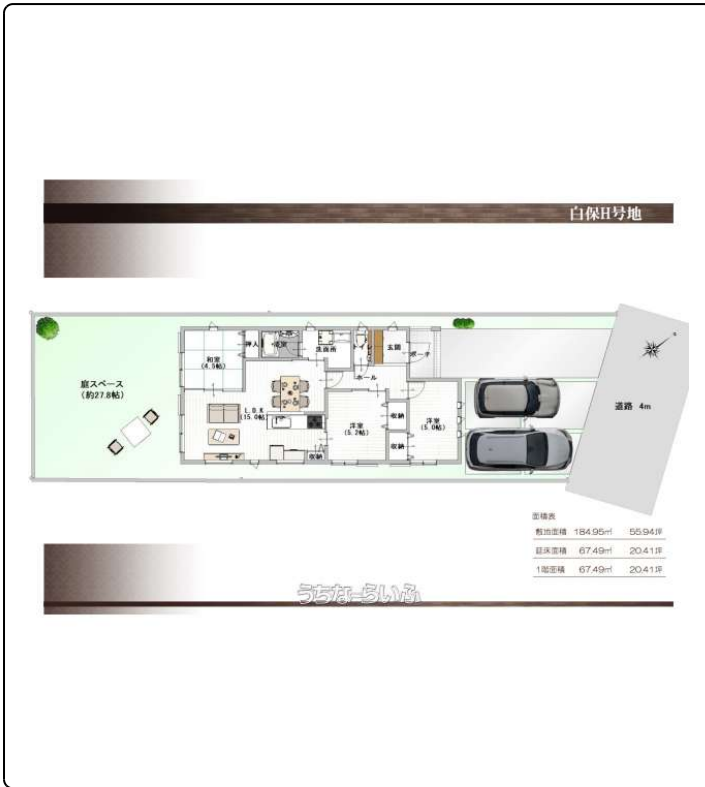 白保H号地
和室
(4.5帖)
押入
浴室
洗面所
トイレ
玄関
ポーチ
ホール
庭スペース
(約27.8帖)
L.D.K
(15.0帖)
収納
洋室
(5.2帖)
収納
収納
洋室
(5.0帖)
道路 4m
面積表
敷地面積 184.95㎡ 55.94坪
延床面積 67.49㎡ 20.41坪
1階面積 67.49㎡ 20.41坪
うちなーらいふ